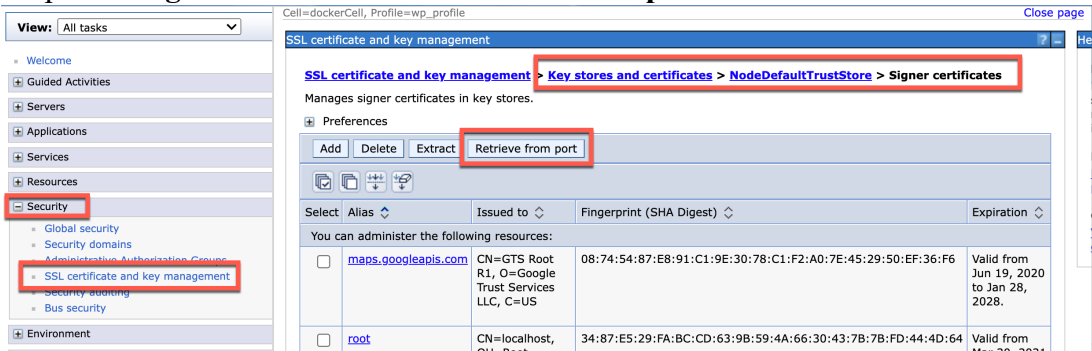 Cell=dockerCell, Profile=wp_profile
Close page
View: All tasks
Welcome
Guided Activities
Servers
Applications
Services
Resources
Security
Global security
Security domains
Administrative Authorization Groups
SSL certificate and key management
Security auditing
Bus security
Environment
SSL certificate and key management
? –
He
SSL certificate and key management > Key stores and certificates > NodeDefaultTrustStore > Signer certificates
Manages signer certificates in key stores.
Preferences
Add Delete Extract Retrieve from port
Select Alias Issued to Fingerprint (SHA Digest) Expiration
You can administer the following resources:
maps.googleapis.com
CN=GTS Root
R1, O=Google
Trust Services
LLC, C=US
08:74:54:87:E8:91:C1:9E:30:78:C1:F2:A0:7E:45:29:50:EF:36:F6
Valid from
Jun 19, 2020
to Jan 28,
2028.
root
CN=localhost,
OU=Root
34:87:E5:29:FA:BC:CD:63:9B:59:4A:66:30:43:7B:7B:FD:44:4D:64
Valid from